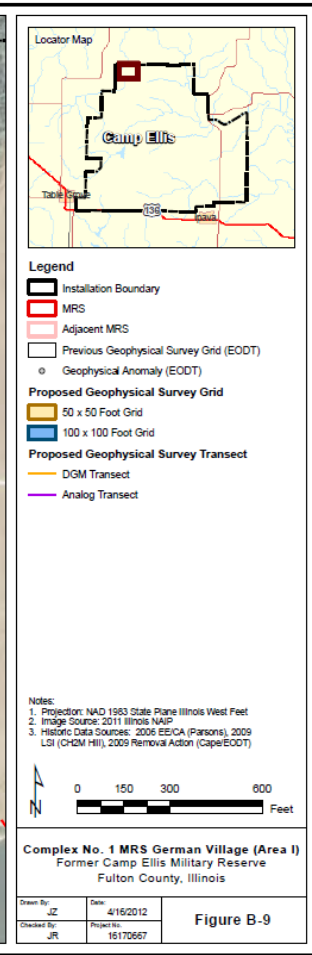 Locator Map
Camp Ellis
Table Grove
136
Ipava
Legend
Installation Boundary
MRS
Adjacent MRS
Previous Geophysical Survey Grid (EODT)
Geophysical Anomaly (EODT)
Proposed Geophysical Survey Grid
50 x 50 Foot Grid
100 x 100 Foot Grid
Proposed Geophysical Survey Transect
DGM Transect
Analog Transect
Notes:
1. Projection: NAD 1983 State Plane Illinois West Feet
2. Image Source: 2011 Illinois NAIP
3. Historic Data Sources: 2006 EE/CA (Parsons), 2009
LSI (CH2M Hill), 2009 Removal Action (Cape/EODT)
N
0 150 300 600
Feet
Complex No. 1 MRS German Village (Area I)
Former Camp Ellis Military Reserve
Fulton County, Illinois
Drawn By:
JZ
Date:
4/16/2012
Checked By:
JR
Project No.
16170667
Figure B-9